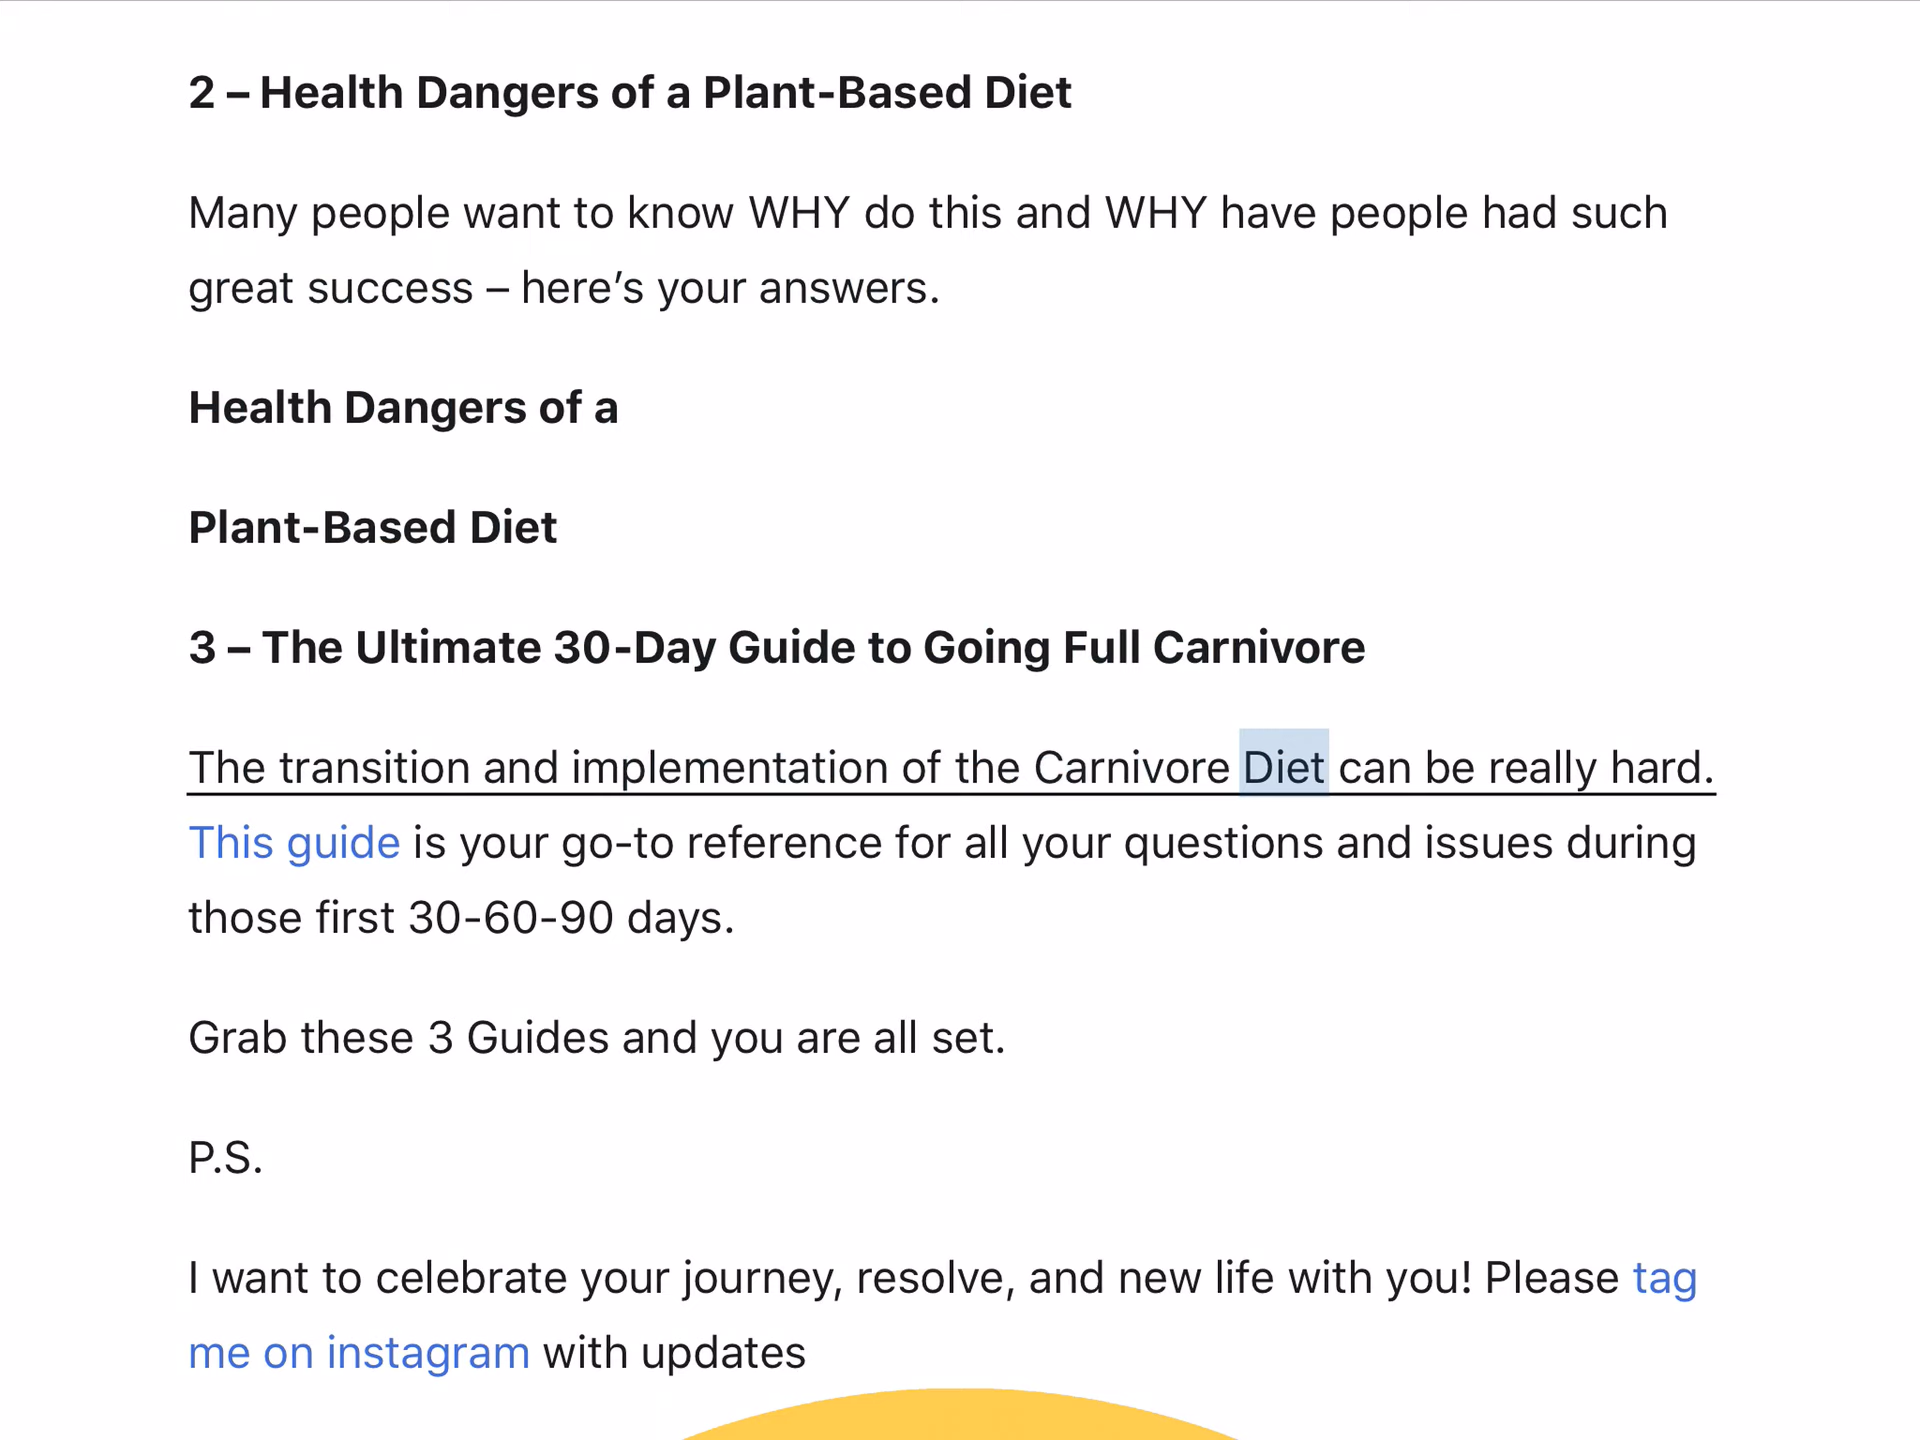 2 – Health Dangers of a Plant-Based Diet
Many people want to know WHY do this and WHY have people had such
great success – here’s your answers.
Health Dangers of a
Plant-Based Diet
3 – The Ultimate 30-Day Guide to Going Full Carnivore
The transition and implementation of the Carnivore Diet can be really hard.
This guide is your go-to reference for all your questions and issues during
those first 30-60-90 days.
Grab these 3 Guides and you are all set.
P.S.
I want to celebrate your journey, resolve, and new life with you! Please tag
me on instagram with updates